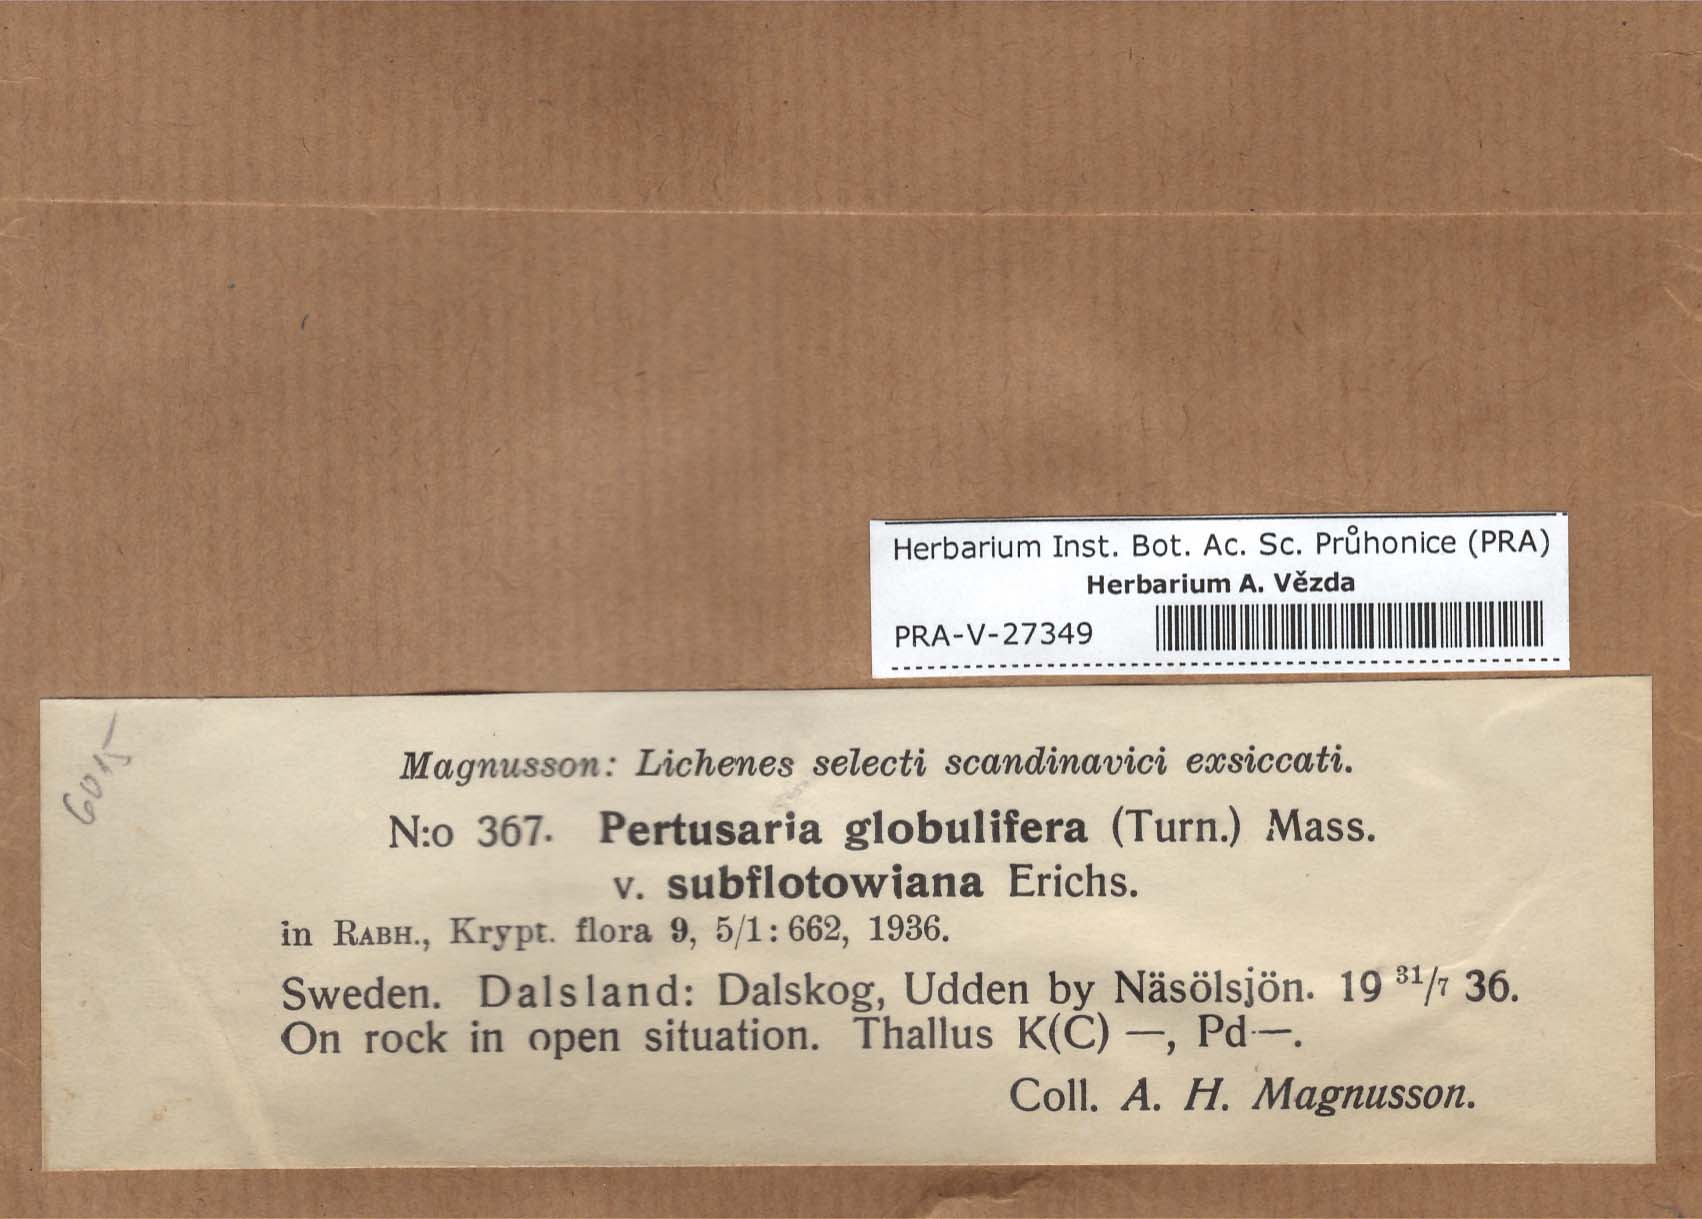 Herbarium Inst. Bot. Ac. Sc. Průhonice (PRA)
Herbarium A. Vězda
PRA-V-27349
6015
Magnusson: Lichenes selecti scandinavici exsiccati.
N:o 367. Pertusaria globulifera (Turn.) Mass.
v. subflotowiana Erichs.
in RABH., Krypt. flora 9, 5/1: 662, 1936.
Sweden. Dalsland: Dalskog, Udden by Näsölsjön. 19 31/7 36.
On rock in open situation. Thallus K(C) —, Pd—.
Coll. A. H. Magnusson.